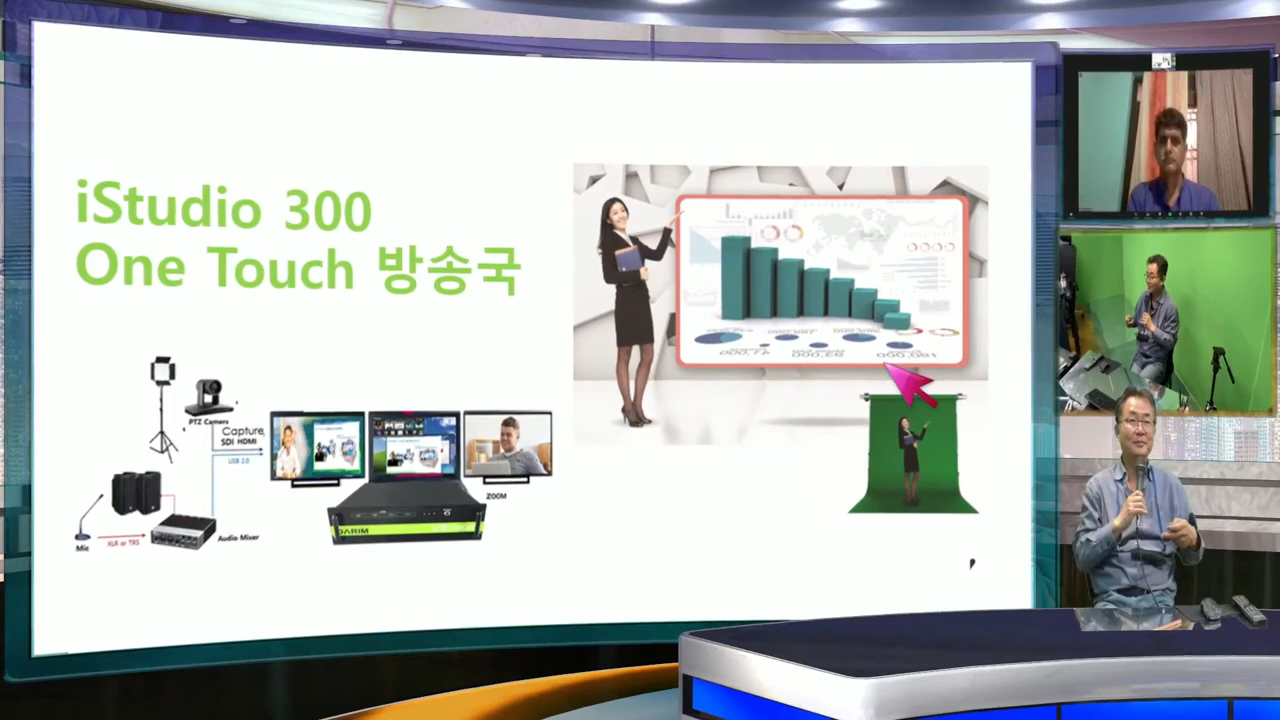 iStudio 300
One Touch 방송국
PTZ Camera
Capture
SDI HDMI
USB 2.0
ZOOM
DARIM
Mic
XLR or TRS
Audio Mixer